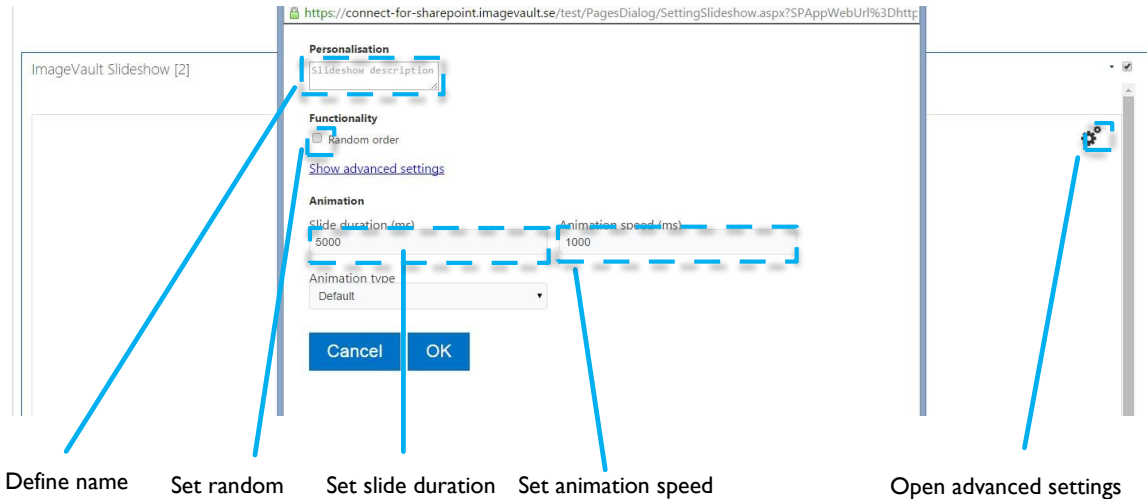 https://connect-for-sharepoint.imagevault.se/test/PagesDialog/SettingSlideshow.aspx?SPAppWebUrl%3Dhttp
ImageVault Slideshow [2]
Personalisation
Slideshow description
Functionality
Random order
Show advanced settings
Animation
Slide duration (ms) Animation speed (ms)
5000 1000
Animation type
Default
Cancel OK
Define name Set random Set slide duration Set animation speed Open advanced settings